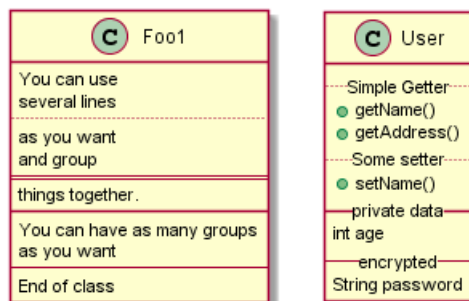 C Foo1
You can use
several lines
as you want
and group
things together.
You can have as many groups
as you want
End of class
C User
Simple Getter
getName()
getAddress()
Some setter
setName()
private data
int age
encrypted
String password